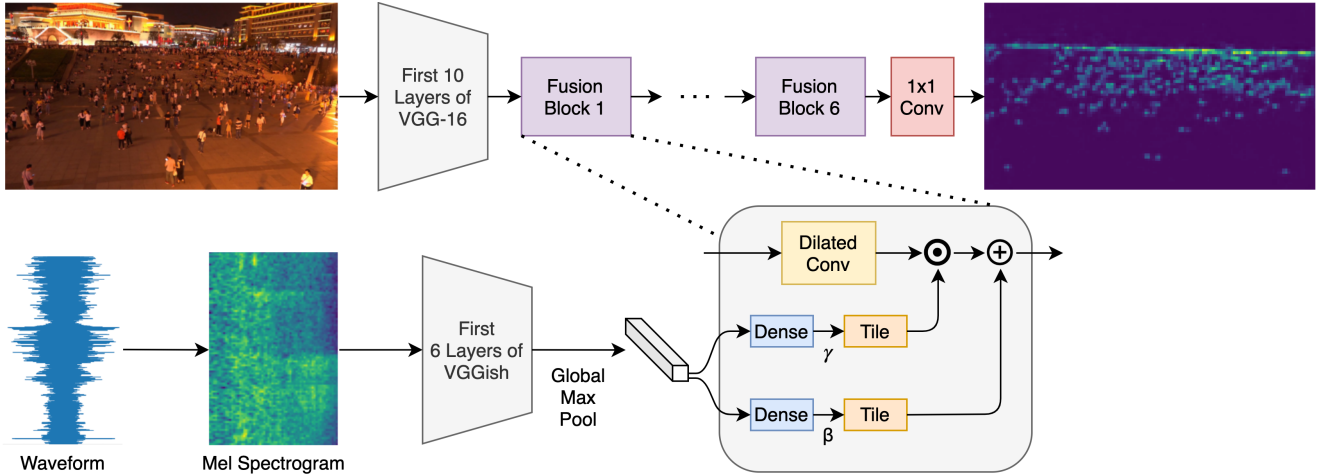 First 10
Layers of
VGG-16
Fusion
Block 1
...
Fusion
Block 6
1x1
Conv
Dilated
Conv
Dense
γ
Tile
Dense
β
Tile
First
6 Layers of
VGGish
Global
Max
Pool
Waveform
Mel Spectrogram